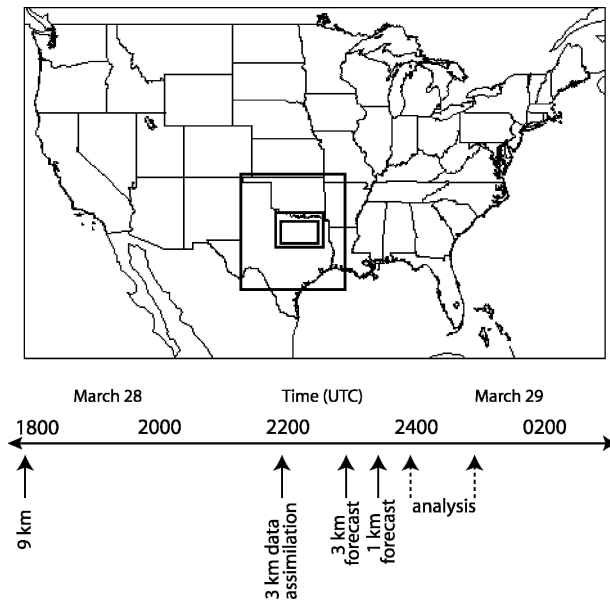 March 28 Time (UTC) March 29
1800 2000 2200 2400 0200
9 km
3 km data
assimilation
3 km
forecast
1 km
forecast
analysis